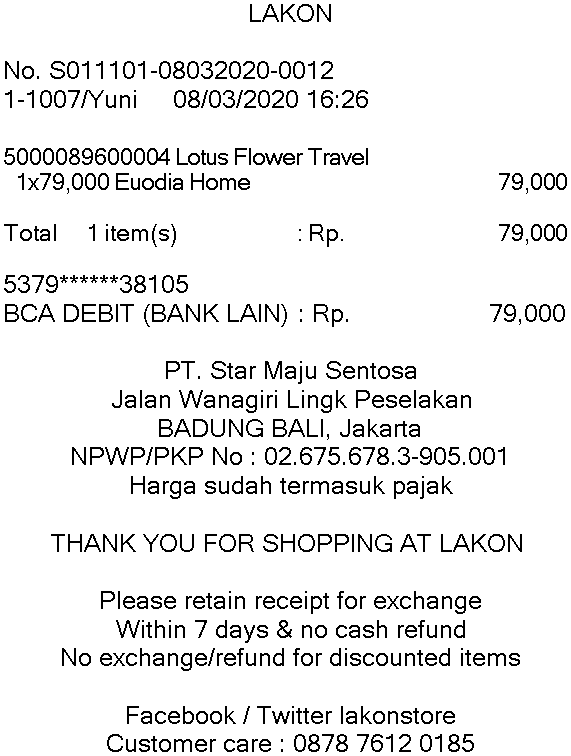 LAKON
No. S011101-08032020-0012
1-1007/Yuni 08/03/2020 16:26
5000089600004 Lotus Flower Travel
1x79,000 Euodia Home 79,000
Total 1 item(s) : Rp. 79,000
5379******38105
BCA DEBIT (BANK LAIN) : Rp. 79,000
PT. Star Maju Sentosa
Jalan Wanagiri Lingk Peselakan
BADUNG BALI, Jakarta
NPWP/PKP No : 02.675.678.3-905.001
Harga sudah termasuk pajak
THANK YOU FOR SHOPPING AT LAKON
Please retain receipt for exchange
Within 7 days & no cash refund
No exchange/refund for discounted items
Facebook / Twitter lakonstore
Customer care : 0878 7612 0185